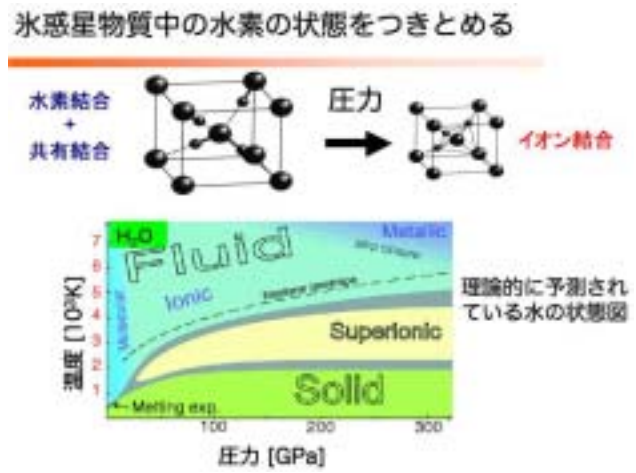 氷惑星物質中の水素の状態をつきとめる
水素結合
+
共有結合
圧力
イオン結合
H₂O
Fluid
Metallic
Ionic
Molecular
Neptune isentrope
Superionic
Solid
Melting exp.
7
6
5
4
3
2
1
温度 [10³K]
100
300
圧力 [GPa]
理論的に予測され
ている水の状態図